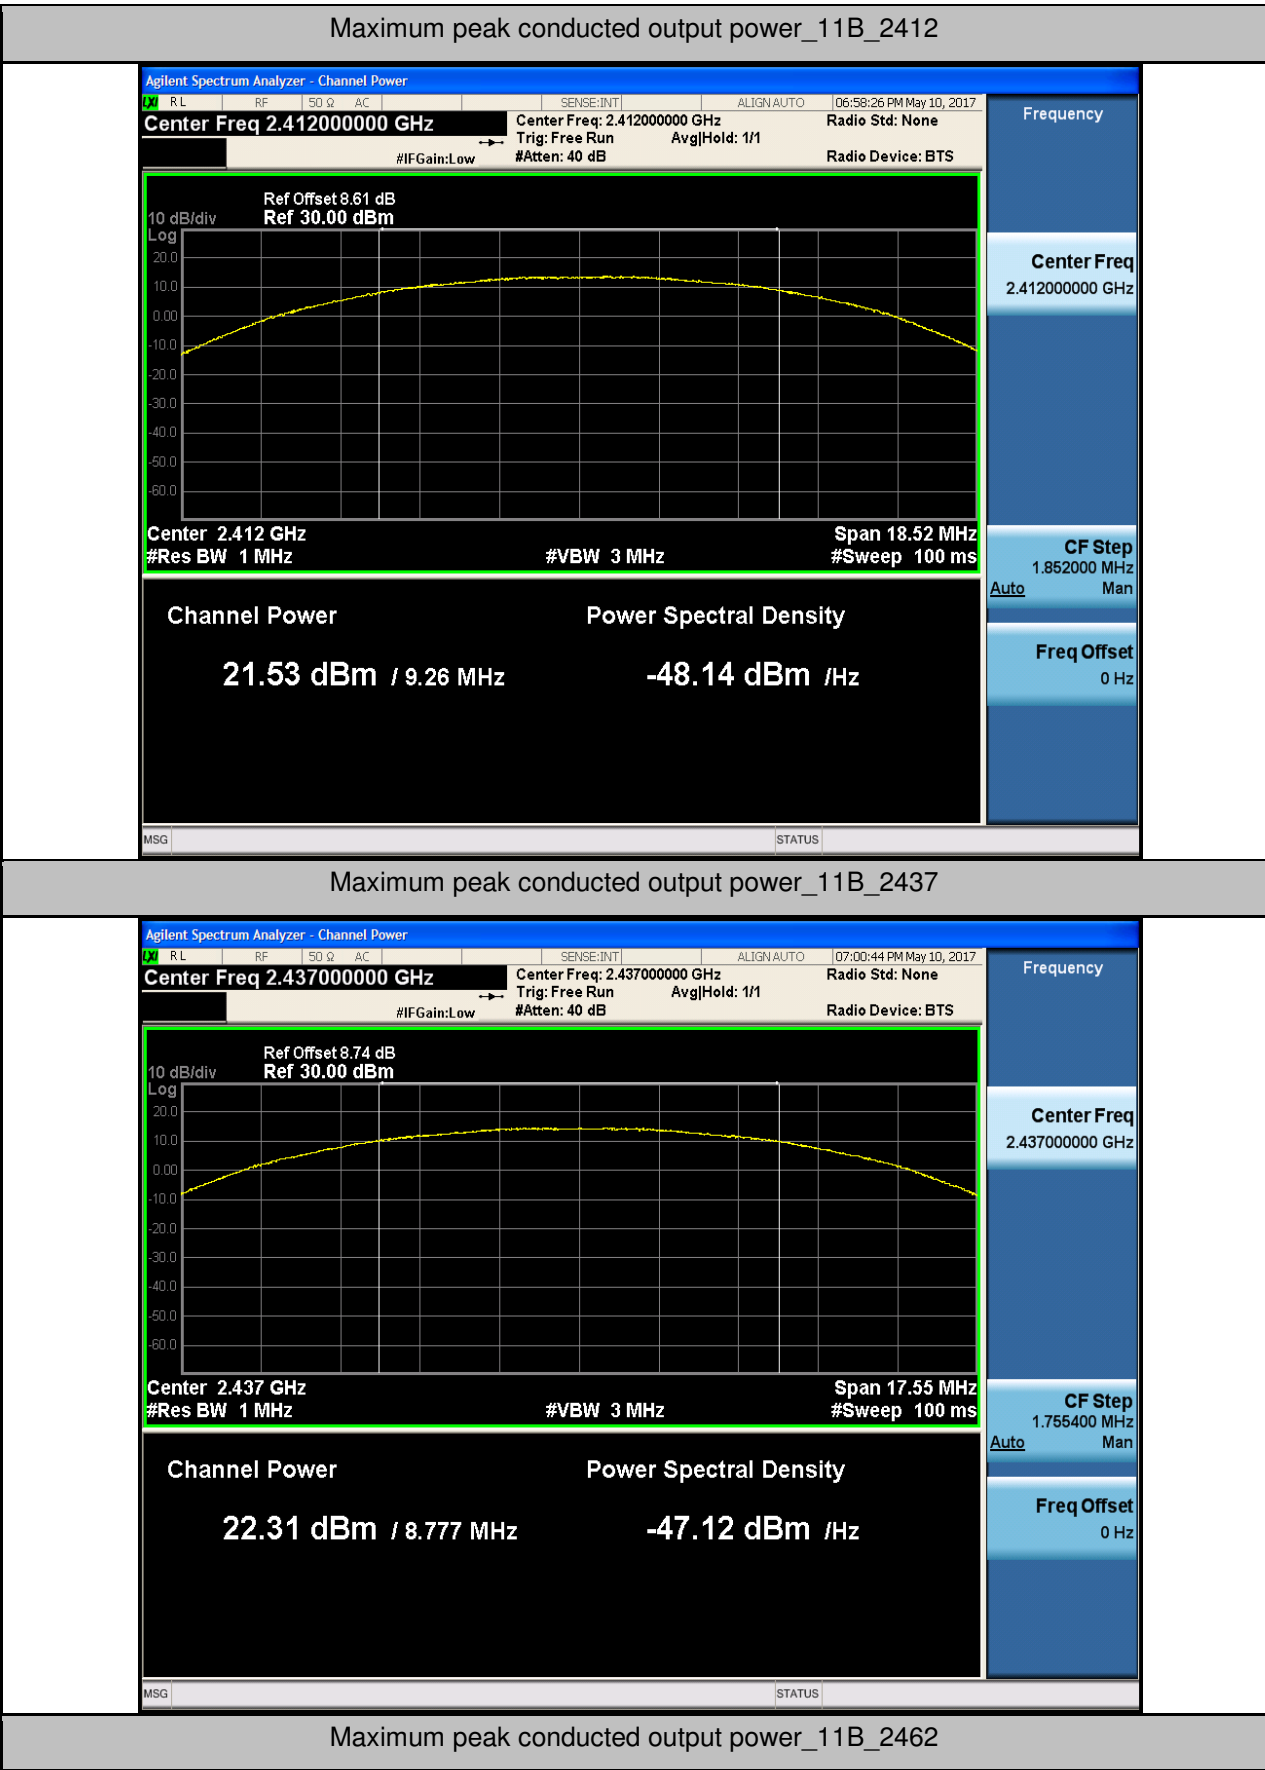 Maximum peak conducted output power_11B_2412
Agilent Spectrum Analyzer - Channel Power
LXI RL RF 50 Ω AC SENSE:INT ALIGN AUTO 06:58:26 PM May 10, 2017
Center Freq 2.412000000 GHz Center Freq: 2.412000000 GHz Radio Std: None
Trig: Free Run Avg|Hold: 1/1
#IFGain:Low #Atten: 40 dB Radio Device: BTS
Frequency
Ref Offset 8.61 dB
10 dB/div Ref 30.00 dBm
Log
20.0
10.0
0.00
-10.0
-20.0
-30.0
-40.0
-50.0
-60.0
Center 2.412 GHz Span 18.52 MHz
#Res BW 1 MHz #VBW 3 MHz #Sweep 100 ms
Channel Power Power Spectral Density
21.53 dBm / 9.26 MHz -48.14 dBm /Hz
Center Freq
2.412000000 GHz
CF Step
1.852000 MHz
Auto Man
Freq Offset
0 Hz
MSG STATUS
Maximum peak conducted output power_11B_2437
Agilent Spectrum Analyzer - Channel Power
LXI RL RF 50 Ω AC SENSE:INT ALIGN AUTO 07:00:44 PM May 10, 2017
Center Freq 2.437000000 GHz Center Freq: 2.437000000 GHz Radio Std: None
Trig: Free Run Avg|Hold: 1/1
#IFGain:Low #Atten: 40 dB Radio Device: BTS
Frequency
Ref Offset 8.74 dB
10 dB/div Ref 30.00 dBm
Log
20.0
10.0
0.00
-10.0
-20.0
-30.0
-40.0
-50.0
-60.0
Center 2.437 GHz Span 17.55 MHz
#Res BW 1 MHz #VBW 3 MHz #Sweep 100 ms
Channel Power Power Spectral Density
22.31 dBm / 8.777 MHz -47.12 dBm /Hz
Center Freq
2.437000000 GHz
CF Step
1.755400 MHz
Auto Man
Freq Offset
0 Hz
MSG STATUS
Maximum peak conducted output power_11B_2462